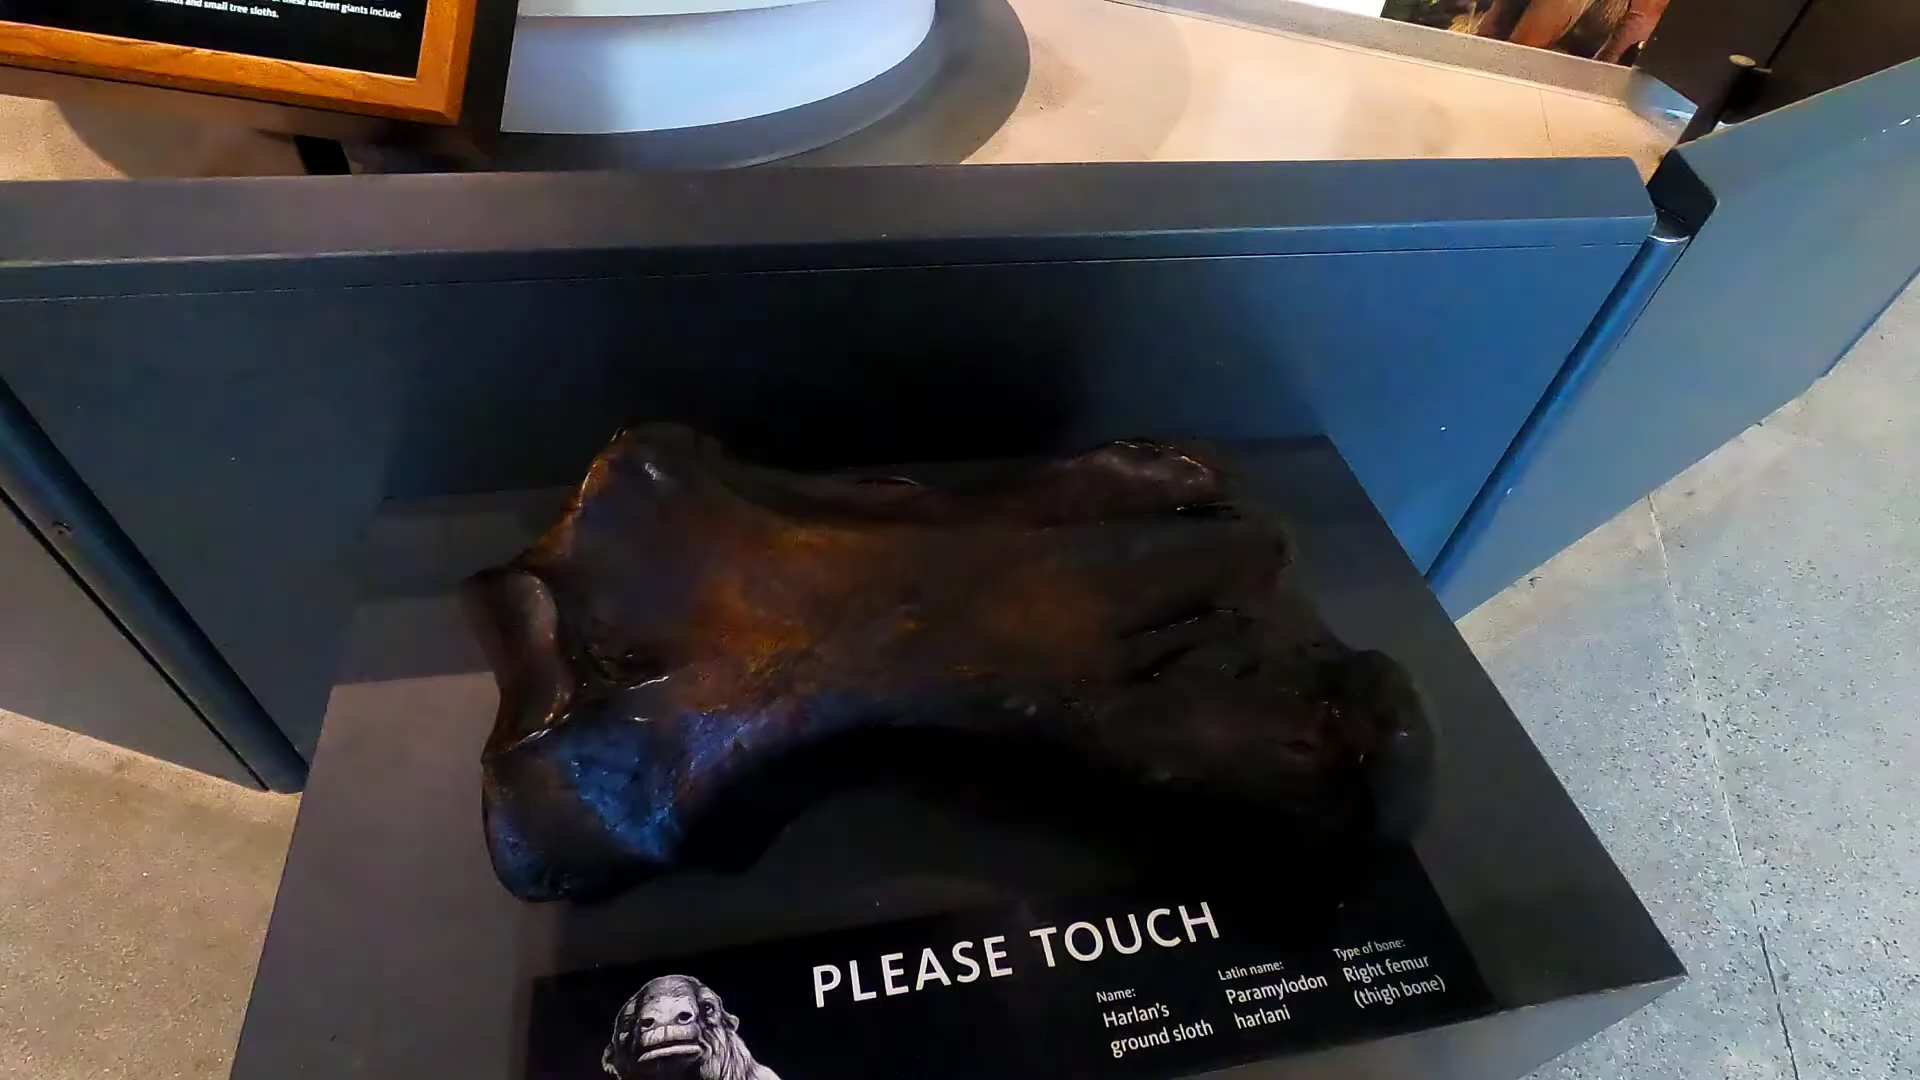 these ancient giants include
and small tree sloths.
PLEASE TOUCH
Name:
Harlan's
ground sloth
Latin name:
Paramylodon
harlani
Type of bone:
Right femur
(thigh bone)